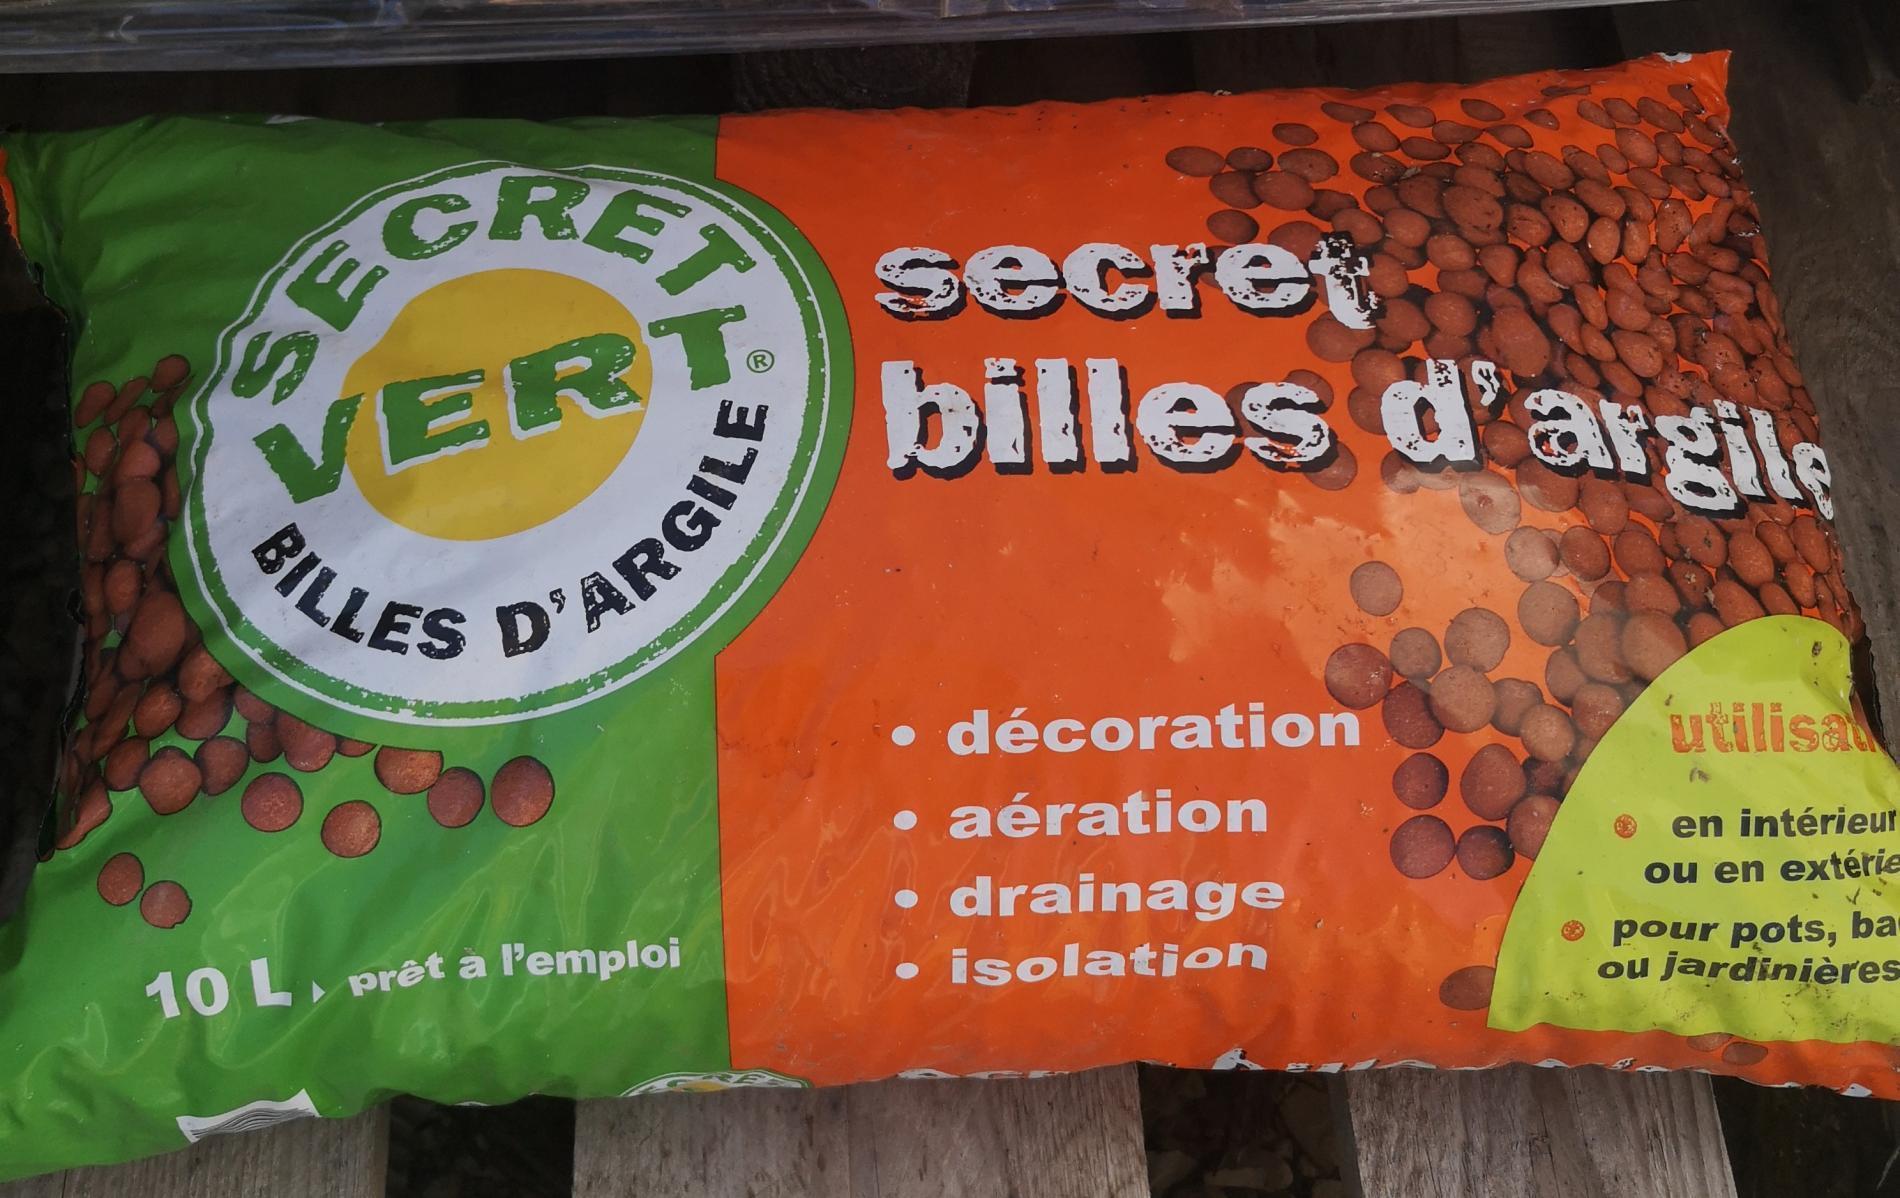 SECRET
VERT®
BILLES D'ARGILE
10 L, prêt à l'emploi
secret
billes d'argile
• décoration
• aération
• drainage
• isolation
en intérieur
ou en
pour pots,
ou jardinières